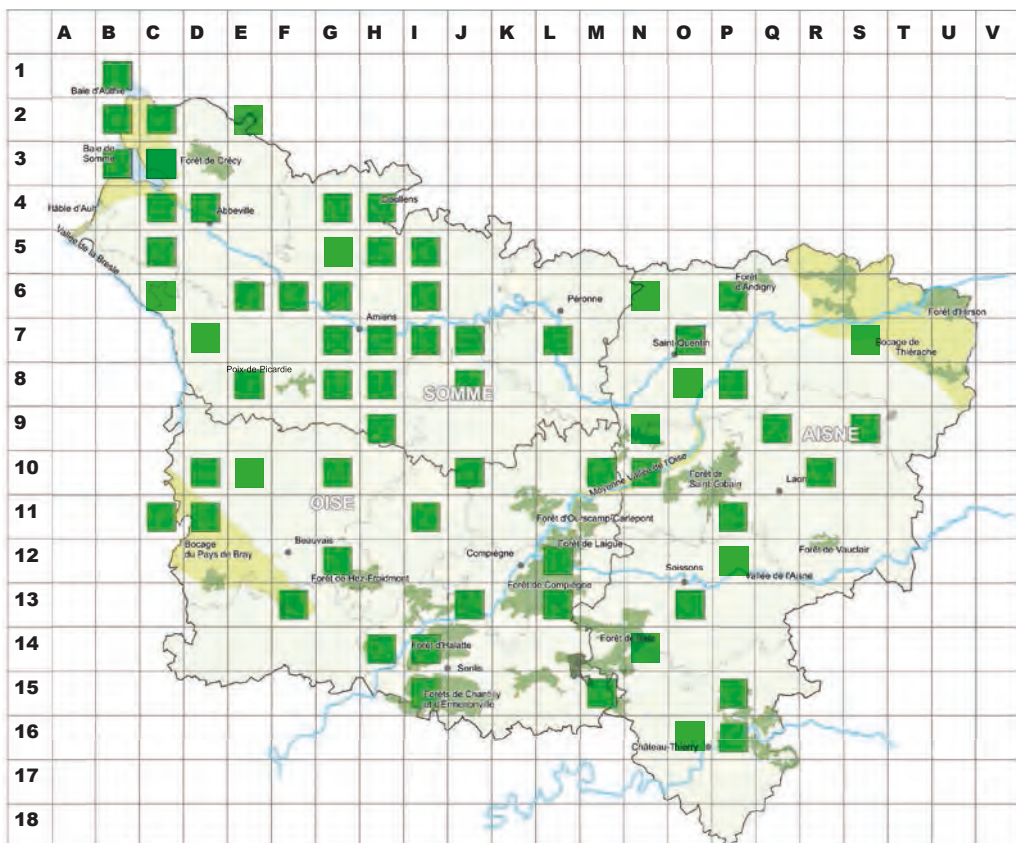 A B C D E F G H I J K L M N O P Q R S T U V
1
Baie d'Authie
2
3
Baie de
Somme
Forêt de Crécy
4
Hâble d'Ault
Abbeville
Doullens
5
Vallée de la Bresle
6
Amiens
Péronne
Forêt
d'Andigny
Forêt d'Hirson
7
Saint-Quentin
Bocage de
Thiérache
8
Poix-de-Picardie
SOMME
9
AISNE
10
OISE
Moyenne Vallée de l'Oise
Forêt de
Saint-Gobain
Laon
11
Forêt d'Ourscamp-Carlepont
12
Bocage
du Pays de Bray
Beauvais
Forêt de Hez-Froidmont
Compiègne
Forêt de Laigue
Soissons
Vallée de l'Aisne
Forêt de Vauclair
13
Forêt de Compiègne
14
Forêt d'Halatte
Senlis
Forêt de
15
Forêts de Chantilly
et d'Ermenonville
16
Château-Thierry
17
18